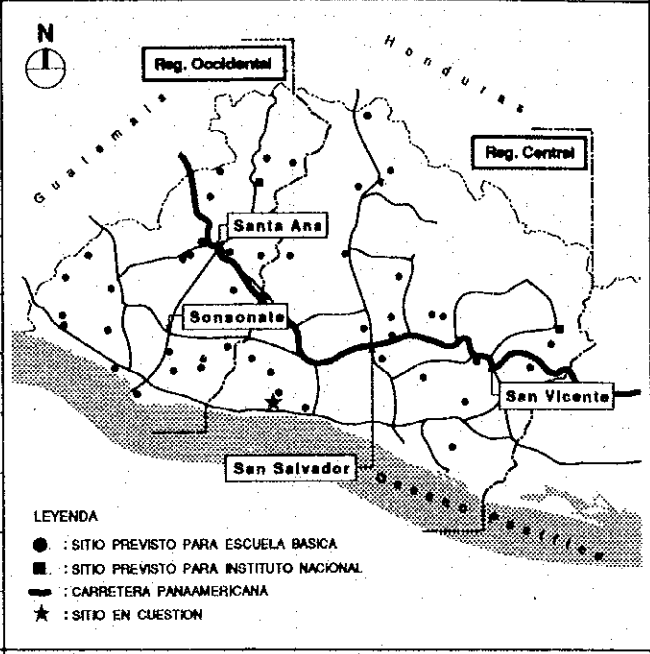 N
Reg. Occidental
Honduras
Guatemala
Reg. Central
Santa Ana
Sonsonate
San Vicente
San Salvador
Oceano Pacifico
LEYENDA
: SITIO PREVISTO PARA ESCUELA BASICA
: SITIO PREVISTO PARA INSTITUTO NACIONAL
: CARRETERA PANAAMERICANA
: SITIO EN CUESTION